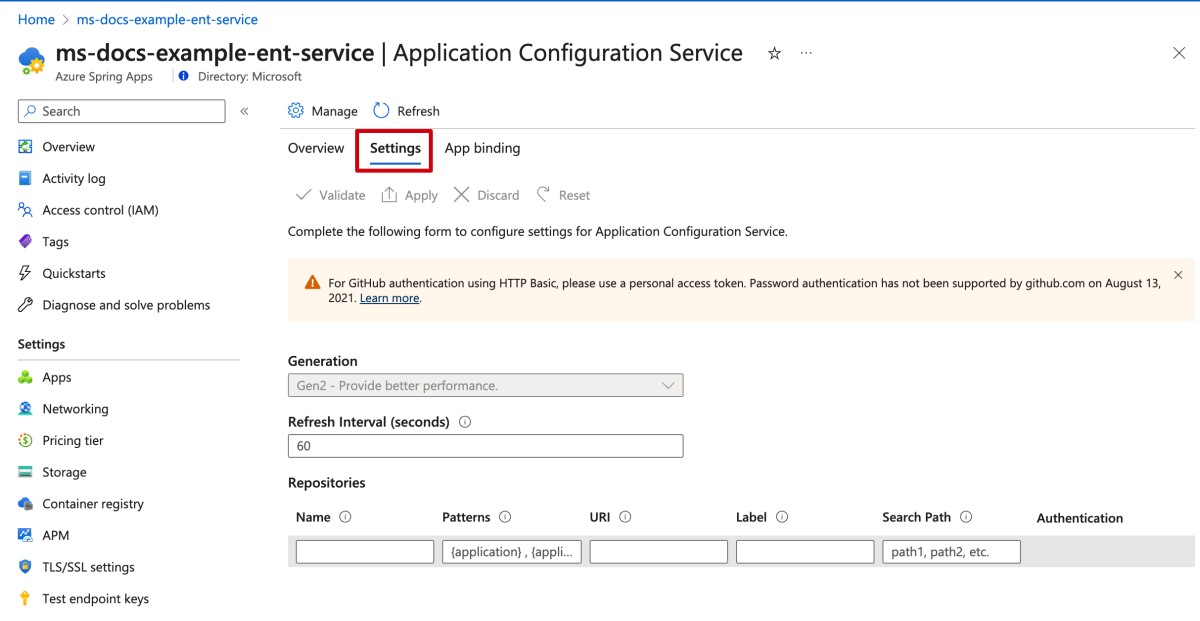 Home > ms-docs-example-ent-service
ms-docs-example-ent-service | Application Configuration Service
Azure Spring Apps
Directory: Microsoft
Search
«
Overview
Activity log
Access control (IAM)
Tags
Quickstarts
Diagnose and solve problems
Settings
Apps
Networking
Pricing tier
Storage
Container registry
APM
TLS/SSL settings
Test endpoint keys
Manage Refresh
Overview Settings App binding
Validate Apply Discard Reset
Complete the following form to configure settings for Application Configuration Service.
For GitHub authentication using HTTP Basic, please use a personal access token. Password authentication has not been supported by github.com on August 13,
2021. Learn more.
Generation
Gen2 - Provide better performance.
Refresh Interval (seconds)
60
Repositories
Name Patterns URI Label Search Path Authentication
{application} , {appli... path1, path2, etc.